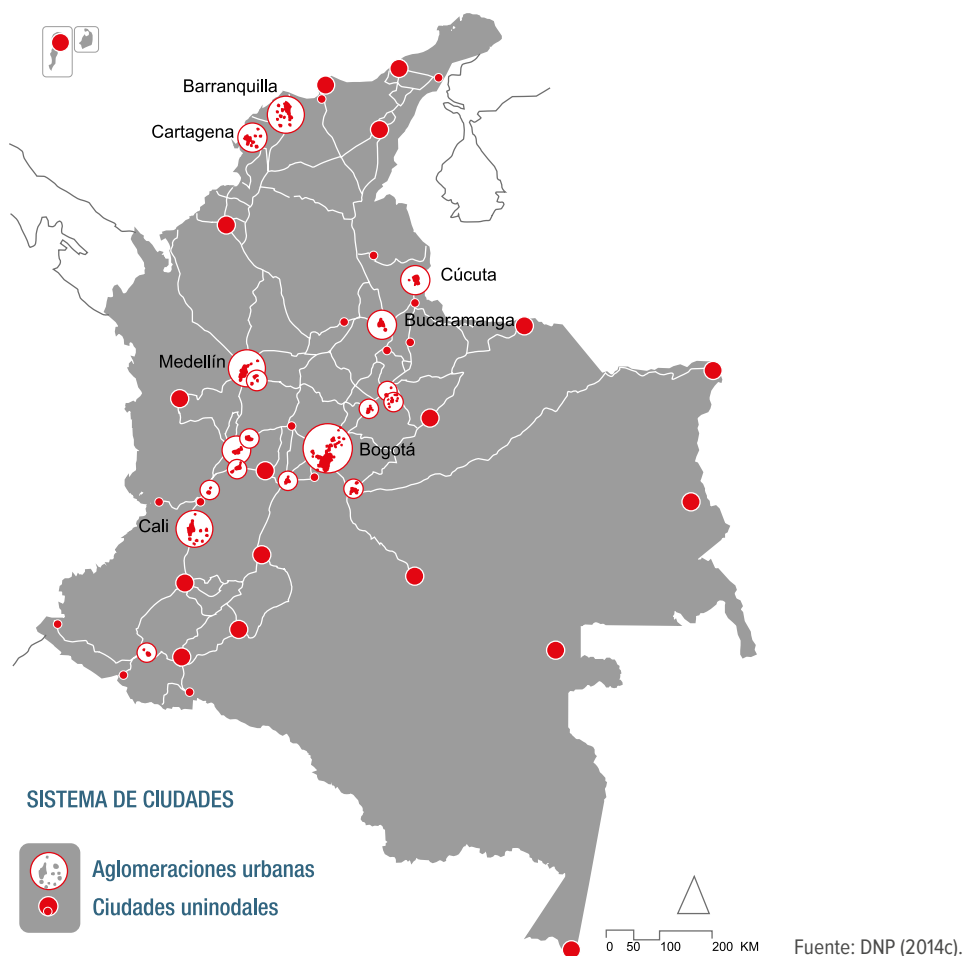 Barranquilla
Cartagena
Cúcuta
Bucaramanga
Medellín
Bogotá
Cali
SISTEMA DE CIUDADES
Aglomeraciones urbanas
Ciudades uninodales
0 50 100 200 KM
Fuente: DNP (2014c).